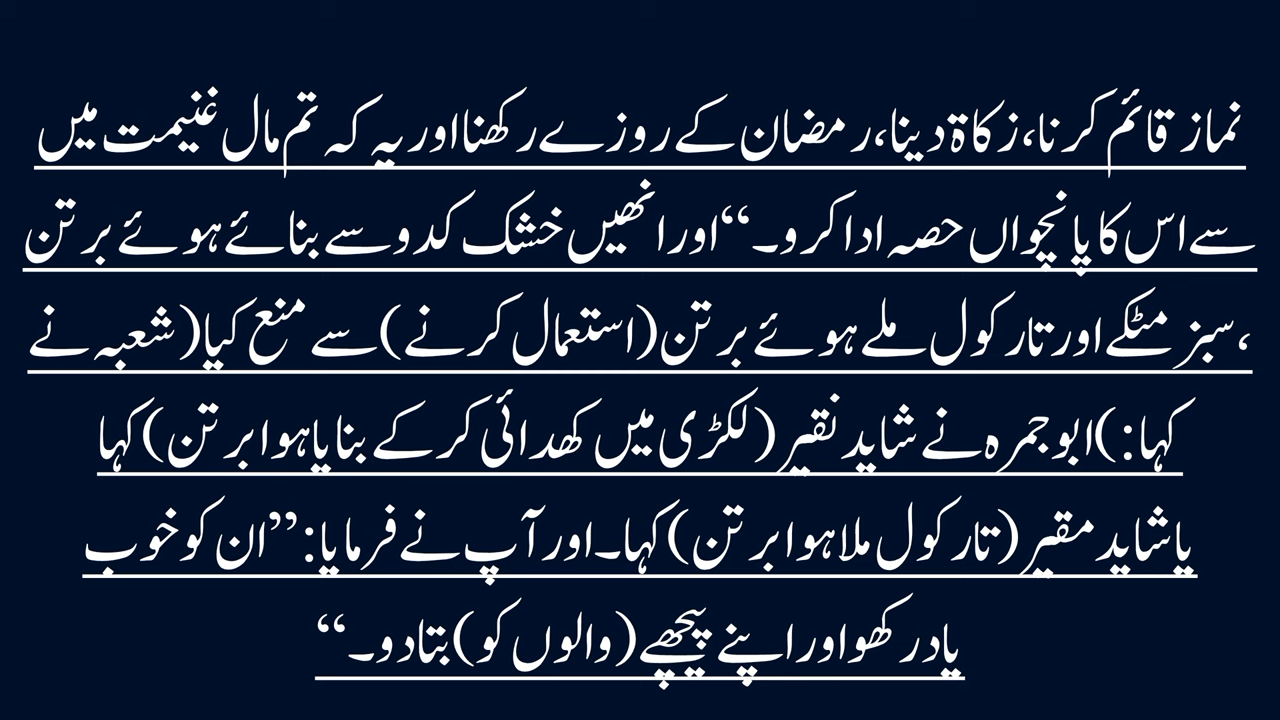 نماز قائم کرنا،زکاۃ دینا،رمضان کے روزے رکھنا اور یہ کہ تم مال غنیمت میں
سے اس کا پانچواں حصہ ادا کرو۔“اور انھیں خشک کدو سے بنائے ہوئے برتن
،سبز مٹکے اور تارکول ملے ہوئے برتن(استعمال کرنے)سے منع کیا(شعبہ نے
کہا:)ابو جمرہ نے شاید نقیر(لکڑی میں کھدائی کرکے بنایا ہوا برتن)کہا
یا شاید مقیر(تارکول ملا ہوا برتن)کہا۔اور آپ نے فرمایا:”ان کو خوب
یاد رکھو اور اپنے پیچھے(والوں کو)بتا دو۔“